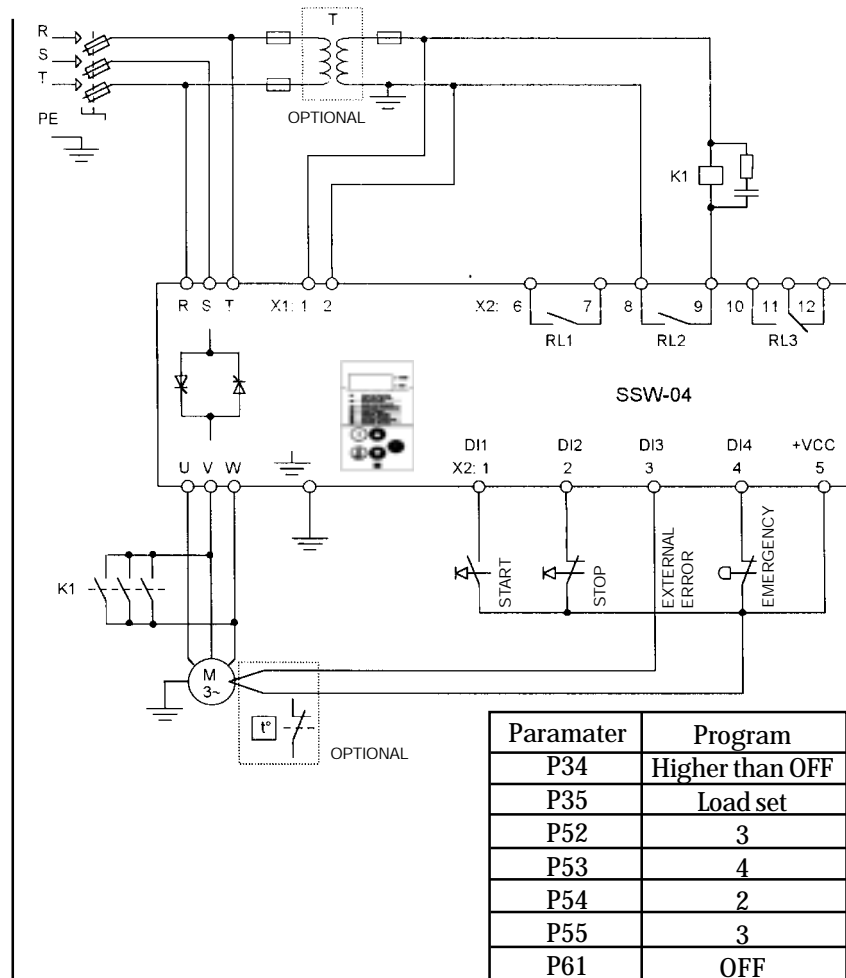 R
S
T
PE
T
OPTIONAL
K1
R S T X1: 1 2 X2: 6 7 8 9 10 11 12
RL1 RL2 RL3
SSW-04
DI1 DI2 DI3 DI4 +VCC
U V W X2: 1 2 3 4 5
START
STOP
EXTERNAL
ERROR
EMERGENCY
K1
M
3~
t°
OPTIONAL
Paramater Program
P34 Higher than OFF
P35 Load set
P52 3
P53 4
P54 2
P55 3
P61 OFF